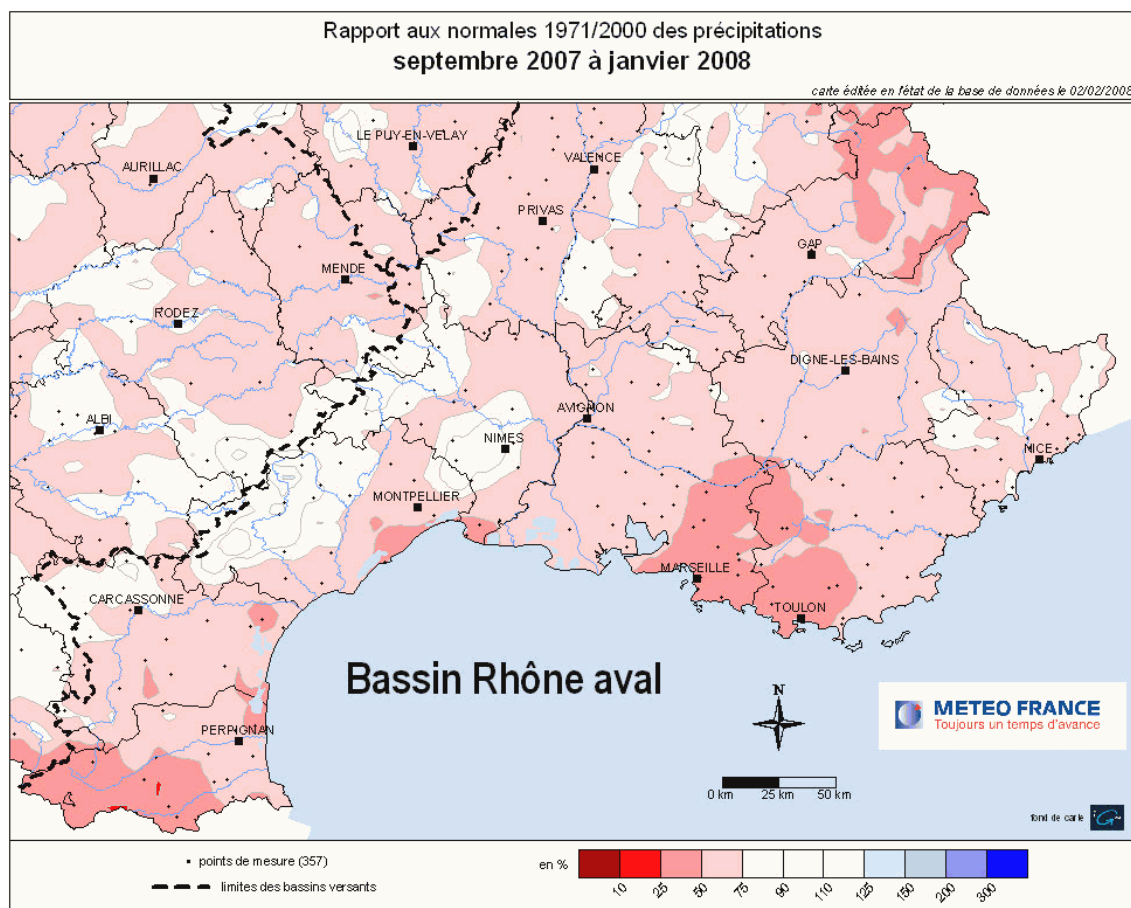 Rapport aux normales 1971/2000 des précipitations
septembre 2007 à janvier 2008
carte éditée en l'état de la base de données le 02/02/2008
LE PUY-EN-VELAY
AURILLAC
VALENCE
PRIVAS
GAP
MENDE
RODEZ
DIGNE-LES-BAINS
AVIGNON
ALBI
NIMES
NICE
MONTPELLIER
MARSEILLE
CARCASSONNE
TOULON
Bassin Rhône aval
N
METEO FRANCE
Toujours un temps d'avance
PERPIGNAN
0 km 25 km 50 km
fond de carte
points de mesure (357)
limites des bassins versants
en %
10 25 50 75 90 110 125 150 200 300